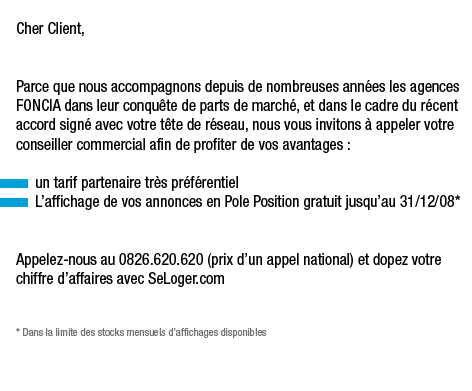 Cher Client,
Parce que nous accompagnons depuis de nombreuses années les agences
FONCIA dans leur conquête de parts de marché, et dans le cadre du récent
accord signé avec votre tête de réseau, nous vous invitons à appeler votre
conseiller commercial afin de profiter de vos avantages :
un tarif partenaire très préférentiel
L'affichage de vos annonces en Pole Position gratuit jusqu'au 31/12/08*
Appelez-nous au 0826.620.620 (prix d'un appel national) et dopez votre
chiffre d'affaires avec SeLoger.com
* Dans la limite des stocks mensuels d'affichages disponibles